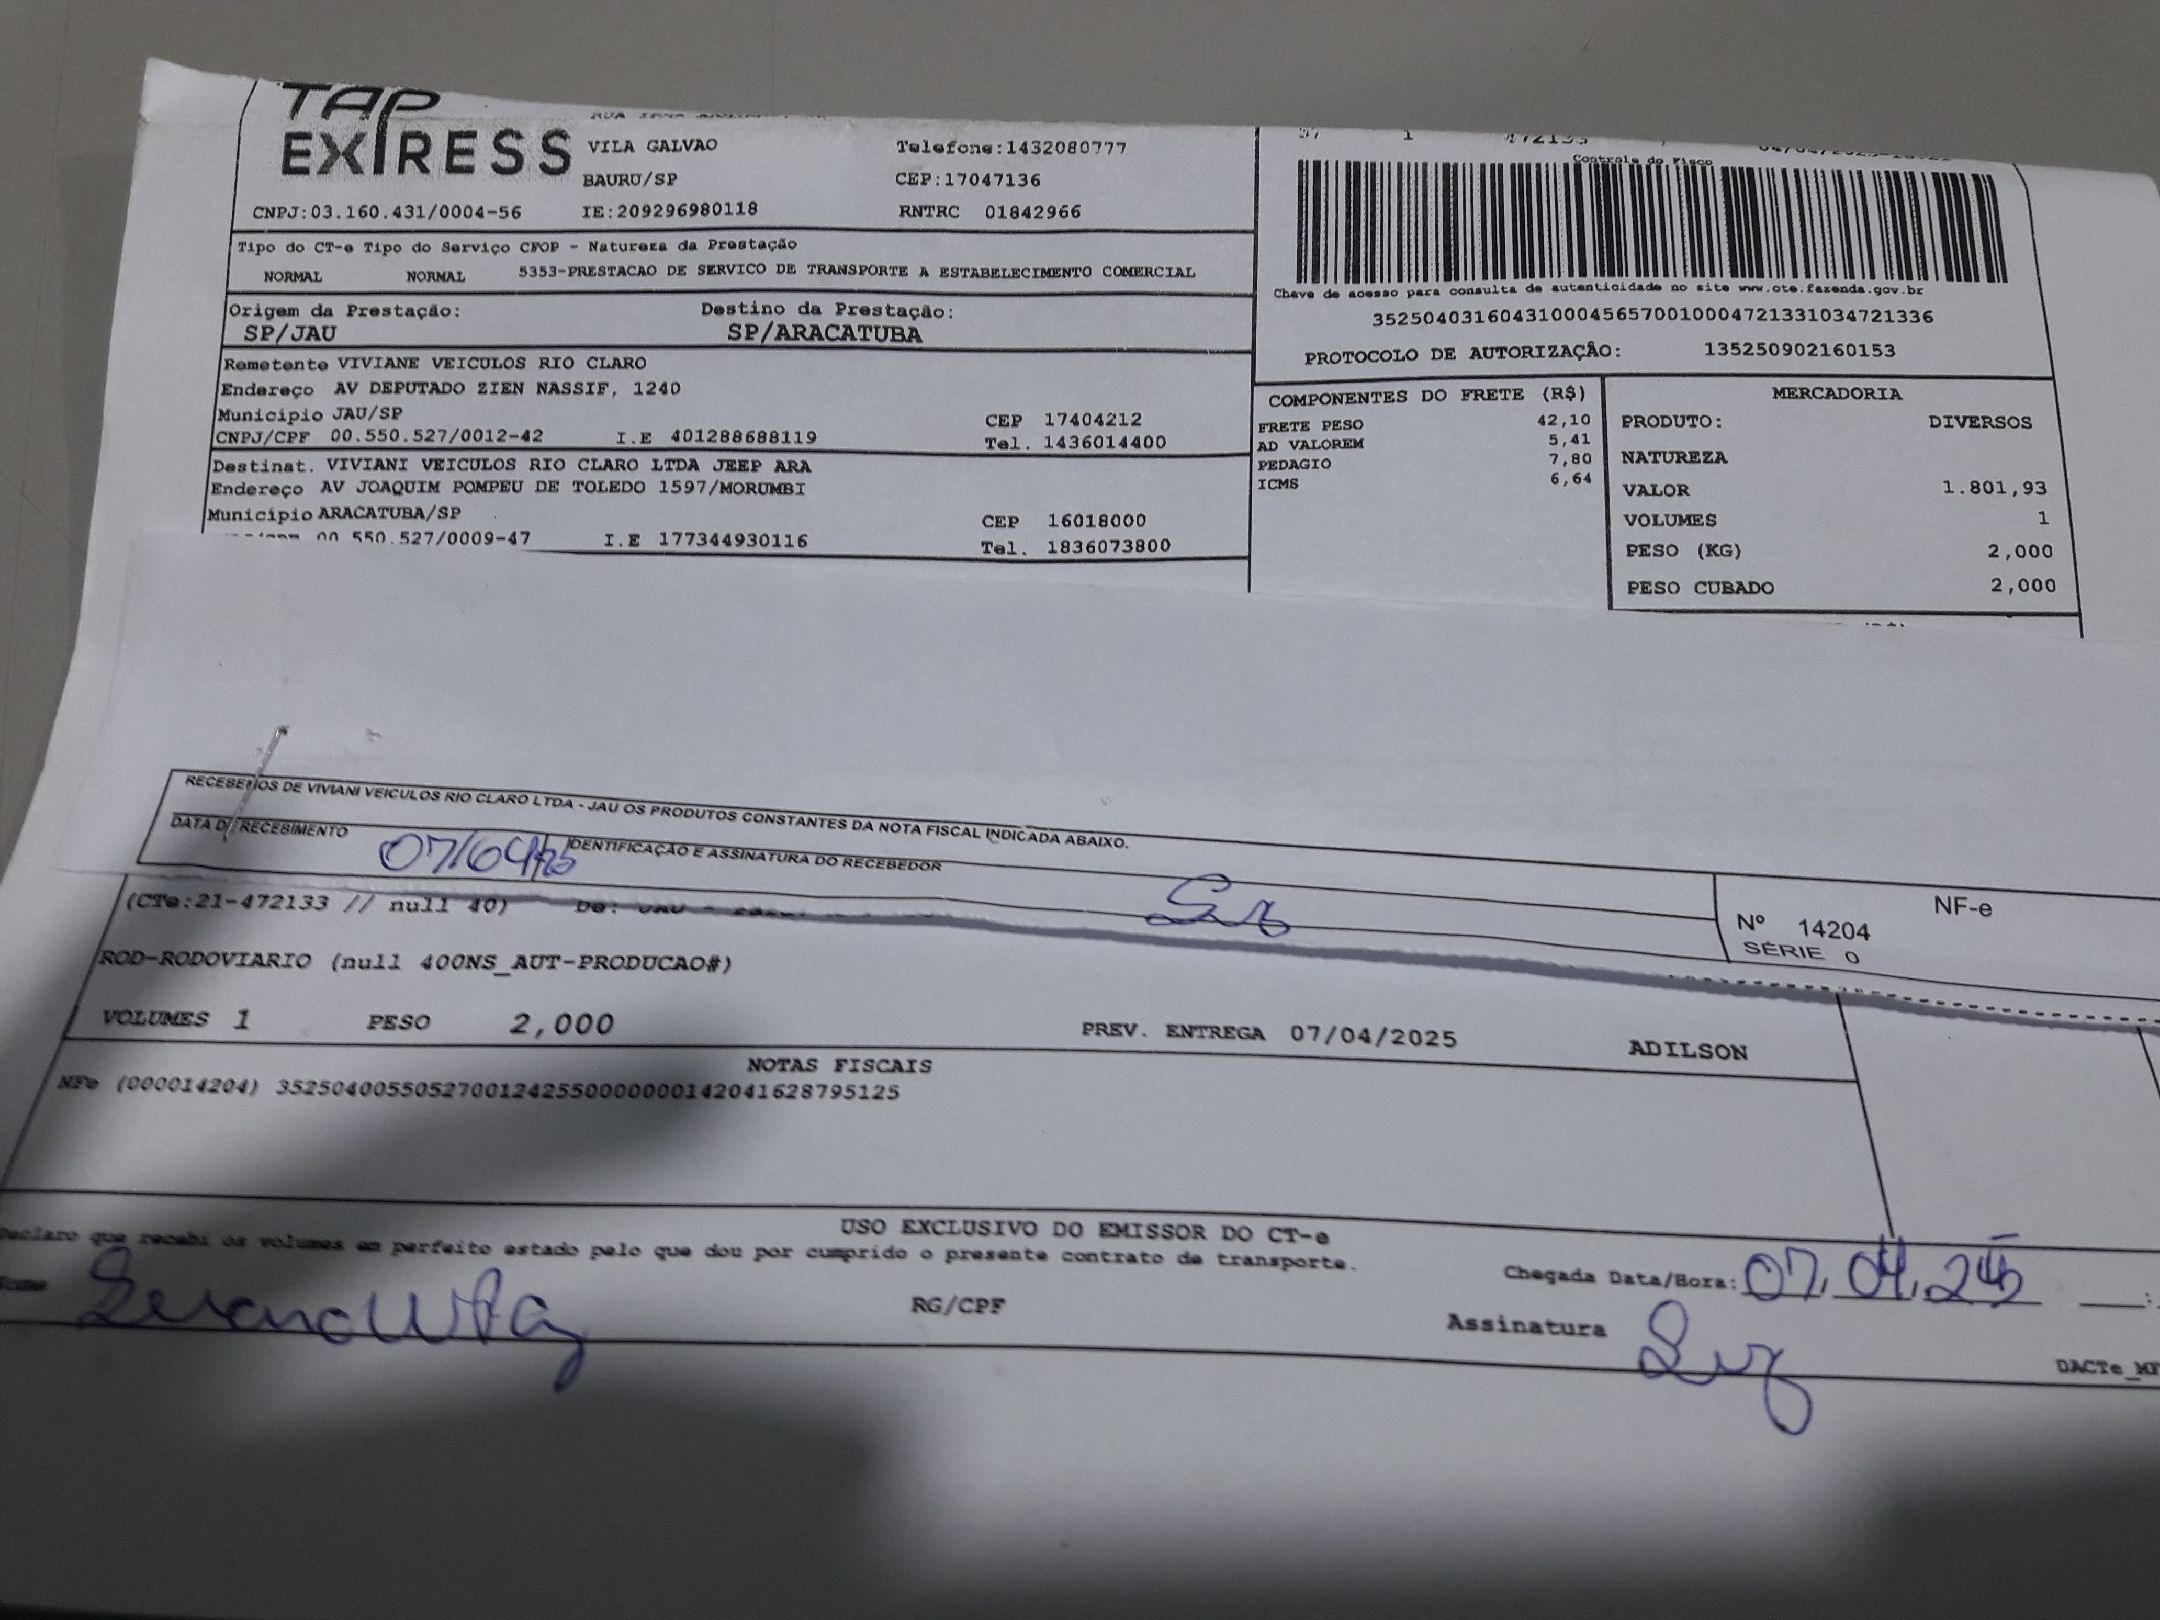 TAP
EXPRESS
VILA GALVAO Telefone:1432080777
BAURU/SP CEP:17047136
CNPJ:03.160.431/0004-56 IE:209296980118 RNTRC 01842966
Tipo do CT-e Tipo do Serviço CFOP - Natureza da Prestação
NORMAL NORMAL 5353-PRESTACAO DE SERVICO DE TRANSPORTE A ESTABELECIMENTO COMERCIAL
Origem da Prestação: Destino da Prestação:
SP/JAU SP/ARACATUBA
Remetente VIVIANE VEICULOS RIO CLARO
Endereço AV DEPUTADO ZIEN NASSIF, 1240
Município JAU/SP CEP 17404212
CNPJ/CPF 00.550.527/0012-42 I.E 401288688119 Tel. 1436014400
Destinat. VIVIANI VEICULOS RIO CLARO LTDA JEEP ARA
Endereço AV JOAQUIM POMPEU DE TOLEDO 1597/MORUMBI
Município ARACATUBA/SP CEP 16018000
00.550.527/0009-47 I.E 177344930116 Tel. 1836073800
1 472133
Controle do Fisco
Chave de acesso para consulta de autenticidade no site www.cte.fazenda.gov.br
35250403160431000456570010004721331034721336
PROTOCOLO DE AUTORIZAÇÃO: 135250902160153
COMPONENTES DO FRETE (R$)
FRETE PESO 42,10
AD VALOREM 5,41
PEDAGIO 7,80
ICMS 6,64
MERCADORIA
PRODUTO: DIVERSOS
NATUREZA
VALOR 1.801,93
VOLUMES 1
PESO (KG) 2,000
PESO CUBADO 2,000
RECEBEMOS DE VIVIANI VEICULOS RIO CLARO LTDA - JAU OS PRODUTOS CONSTANTES DA NOTA FISCAL INDICADA ABAIXO.
DATA DE RECEBIMENTO 07/04/25 IDENTIFICAÇÃO E ASSINATURA DO RECEBEDOR
NF-e
Nº 14204
SÉRIE 0
(CTe:21-472133 // null 40) De: JAU -
ROD-RODOVIARIO (null 400NS_AUT-PRODUCAO#)
VOLUMES 1 PESO 2,000 PREV. ENTREGA 07/04/2025 ADILSON
NOTAS FISCAIS
NFe (000014204) 35250400550527001242550000000142041628795125
USO EXCLUSIVO DO EMISSOR DO CT-e
Declaro que recebi os volumes em perfeito estado pelo que dou por cumprido o presente contrato de transporte.
Nome RG/CPF Chegada Data/Hora: 07.04.25 :
Assinatura
DACTe_